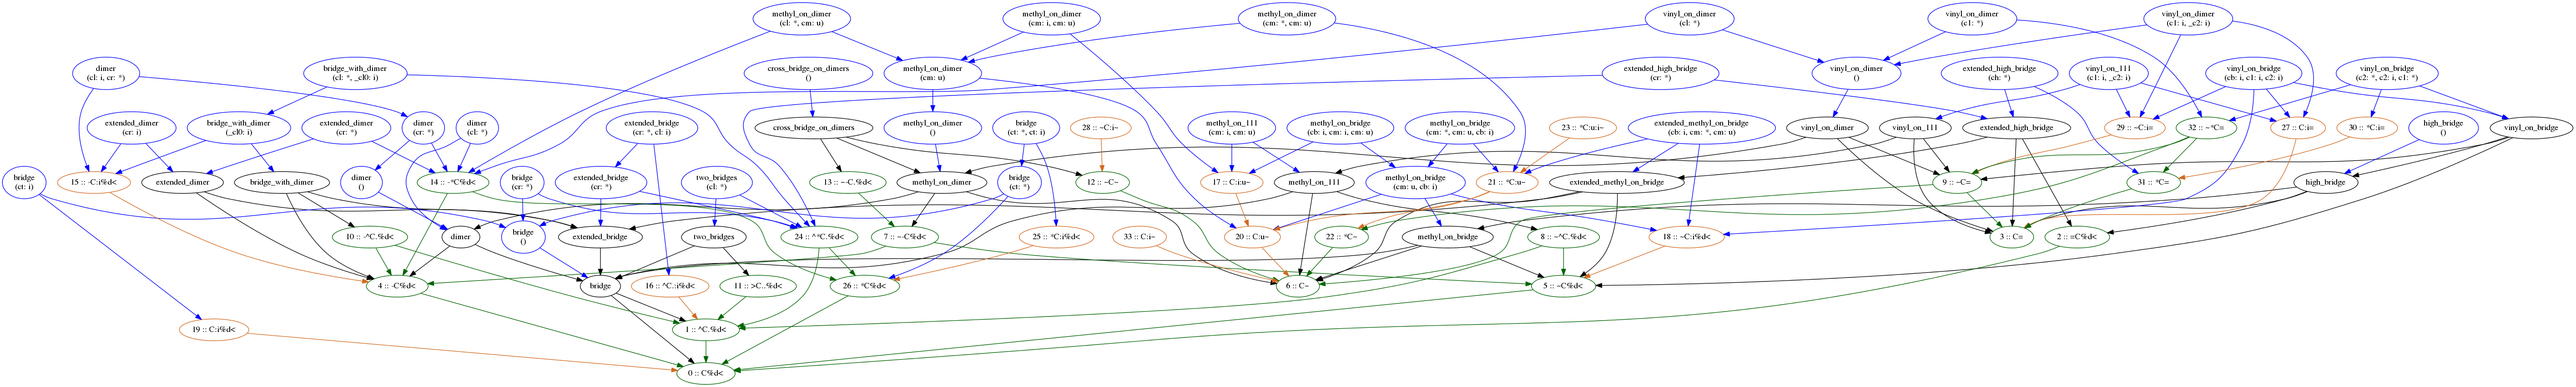 methyl_on_dimer
(cl: *, cm: u)
methyl_on_dimer
(cm: i, cm: u)
methyl_on_dimer
(cm: *, cm: u)
vinyl_on_dimer
(cl: *)
vinyl_on_dimer
(c1: *)
vinyl_on_dimer
(c1: i, _c2: i)
dimer
(cl: i, cr: *)
bridge_with_dimer
(cl: *, _cl0: i)
cross_bridge_on_dimers
()
methyl_on_dimer
(cm: u)
extended_high_bridge
(cr: *)
vinyl_on_dimer
()
extended_high_bridge
(ch: *)
vinyl_on_111
(c1: i, _c2: i)
vinyl_on_bridge
(cb: i, c1: i, c2: i)
vinyl_on_bridge
(c2: *, c2: i, c1: *)
extended_dimer
(cr: i)
bridge_with_dimer
(_cl0: i)
extended_dimer
(cr: *)
dimer
(cr: *)
dimer
(cl: *)
extended_bridge
(cr: *, cl: i)
cross_bridge_on_dimers
methyl_on_dimer
()
bridge
(ct: *, ct: i)
28 :: ~C:i~
methyl_on_111
(cm: i, cm: u)
methyl_on_bridge
(cb: i, cm: i, cm: u)
methyl_on_bridge
(cm: *, cm: u, cb: i)
23 :: *C:u:i~
extended_methyl_on_bridge
(cb: i, cm: *, cm: u)
vinyl_on_dimer
vinyl_on_111
extended_high_bridge
29 :: ~C:i=
32 :: ~*C=
27 :: C:i=
30 :: *C:i=
high_bridge
()
vinyl_on_bridge
bridge
(ct: i)
15 :: -C:i%d<
extended_dimer
bridge_with_dimer
dimer
()
14 :: -*C%d<
bridge
(cr: *)
extended_bridge
(cr: *)
two_bridges
(cl: *)
13 :: ~-C.%d<
methyl_on_dimer
bridge
(ct: *)
12 :: ~C~
17 :: C:i:u~
methyl_on_111
methyl_on_bridge
(cm: u, cb: i)
21 :: *C:u~
extended_methyl_on_bridge
9 :: ~C=
31 :: *C=
high_bridge
10 :: -^C.%d<
dimer
bridge
()
extended_bridge
two_bridges
24 :: ^*C.%d<
7 :: ~-C%d<
25 :: *C:i%d<
33 :: C:i~
20 :: C:u~
22 :: *C~
methyl_on_bridge
8 :: ~^C.%d<
18 :: ~C:i%d<
3 :: C=
2 :: =C%d<
4 :: -C%d<
bridge
16 :: ^C.:i%d<
11 :: >C..%d<
26 :: *C%d<
6 :: C~
5 :: ~C%d<
19 :: C:i%d<
1 :: ^C.%d<
0 :: C%d<